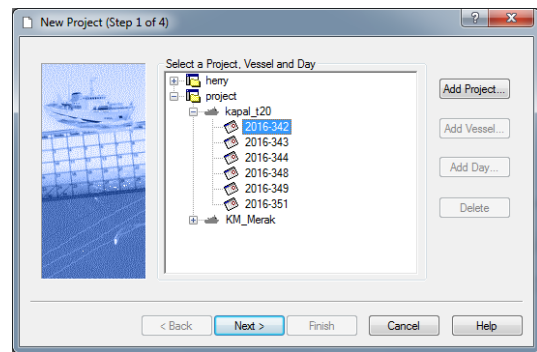 New Project (Step 1 of 4)
Select a Project, Vessel and Day
henry
project
kapal_t20
2016-342
2016-343
2016-344
2016-348
2016-349
2016-351
KM_Merak
Add Project...
Add Vessel...
Add Day...
Delete
< Back
Next >
Finish
Cancel
Help